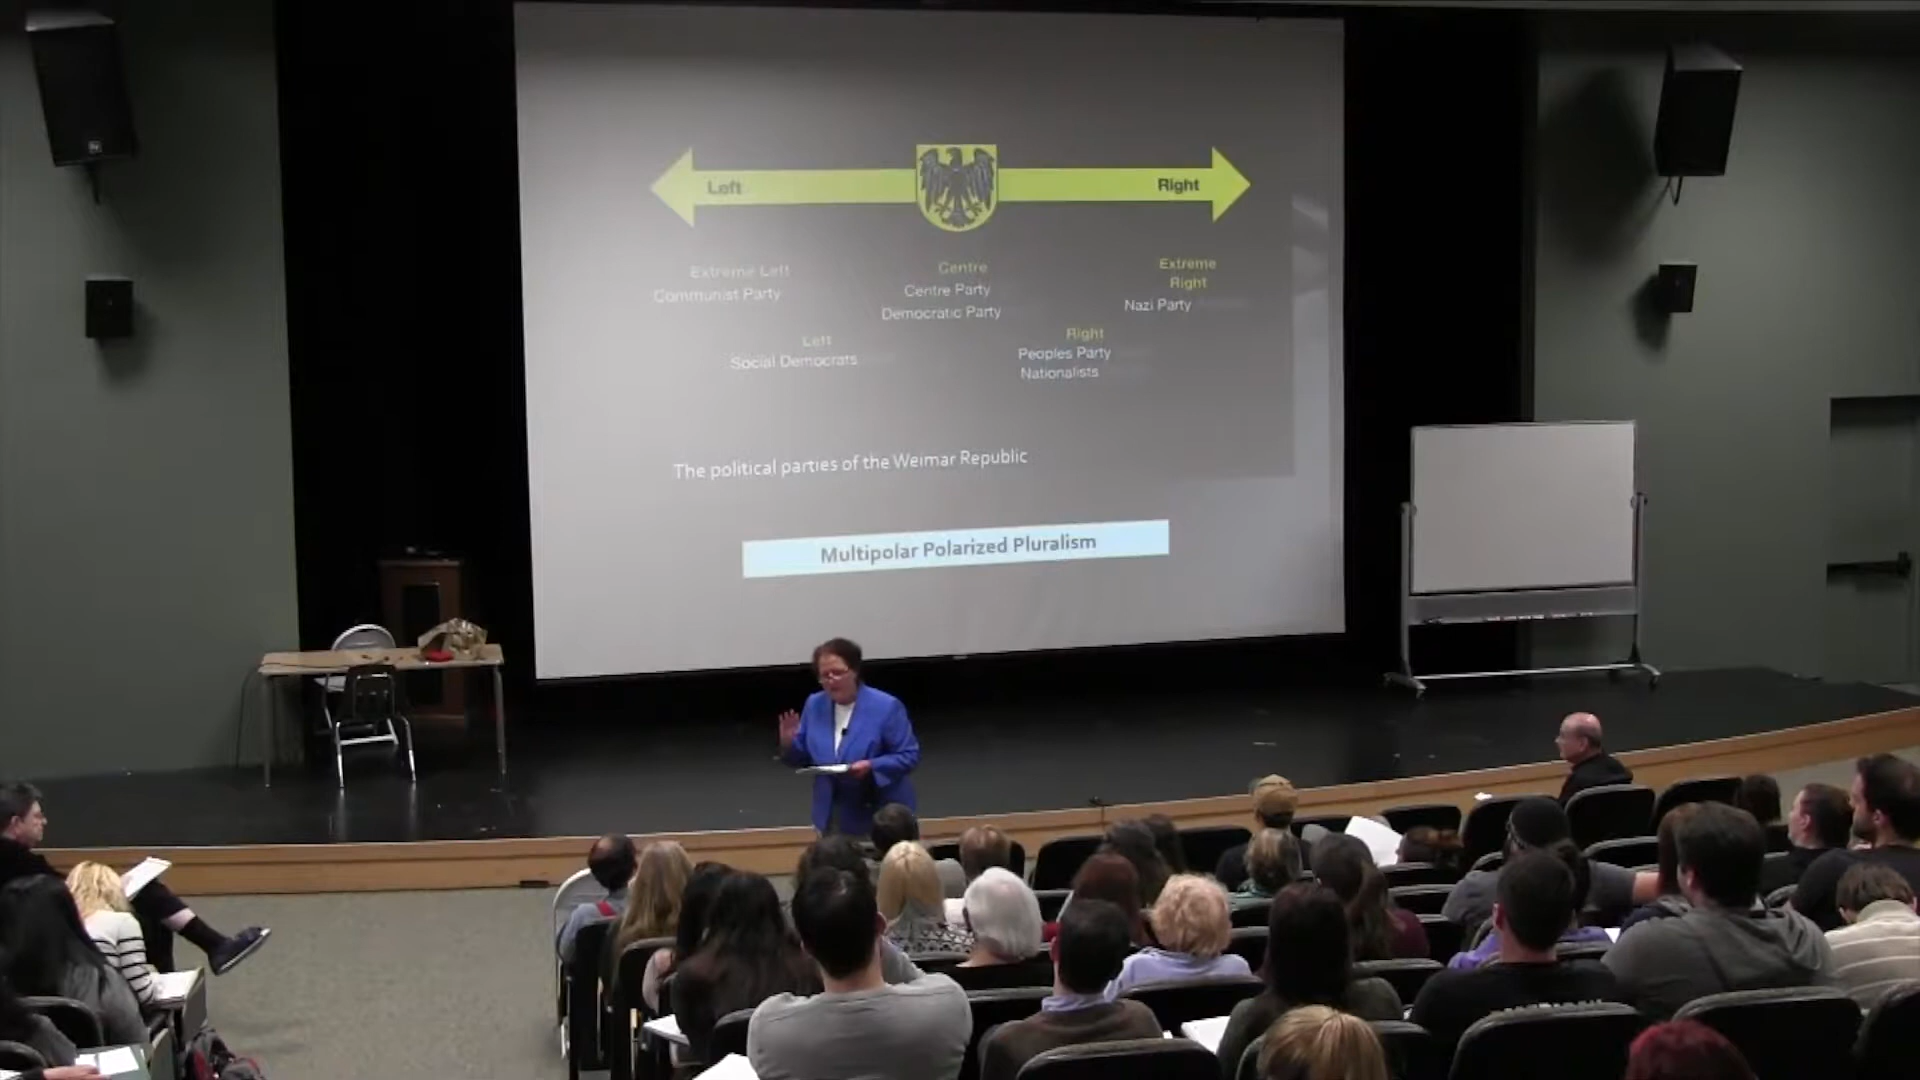 Left
Right
Extreme Left
Communist Party
Centre
Centre Party
Democratic Party
Extreme
Right
Nazi Party
Left
Social Democrats
Right
Peoples Party
Nationalists
The political parties of the Weimar Republic
Multipolar Polarized Pluralism